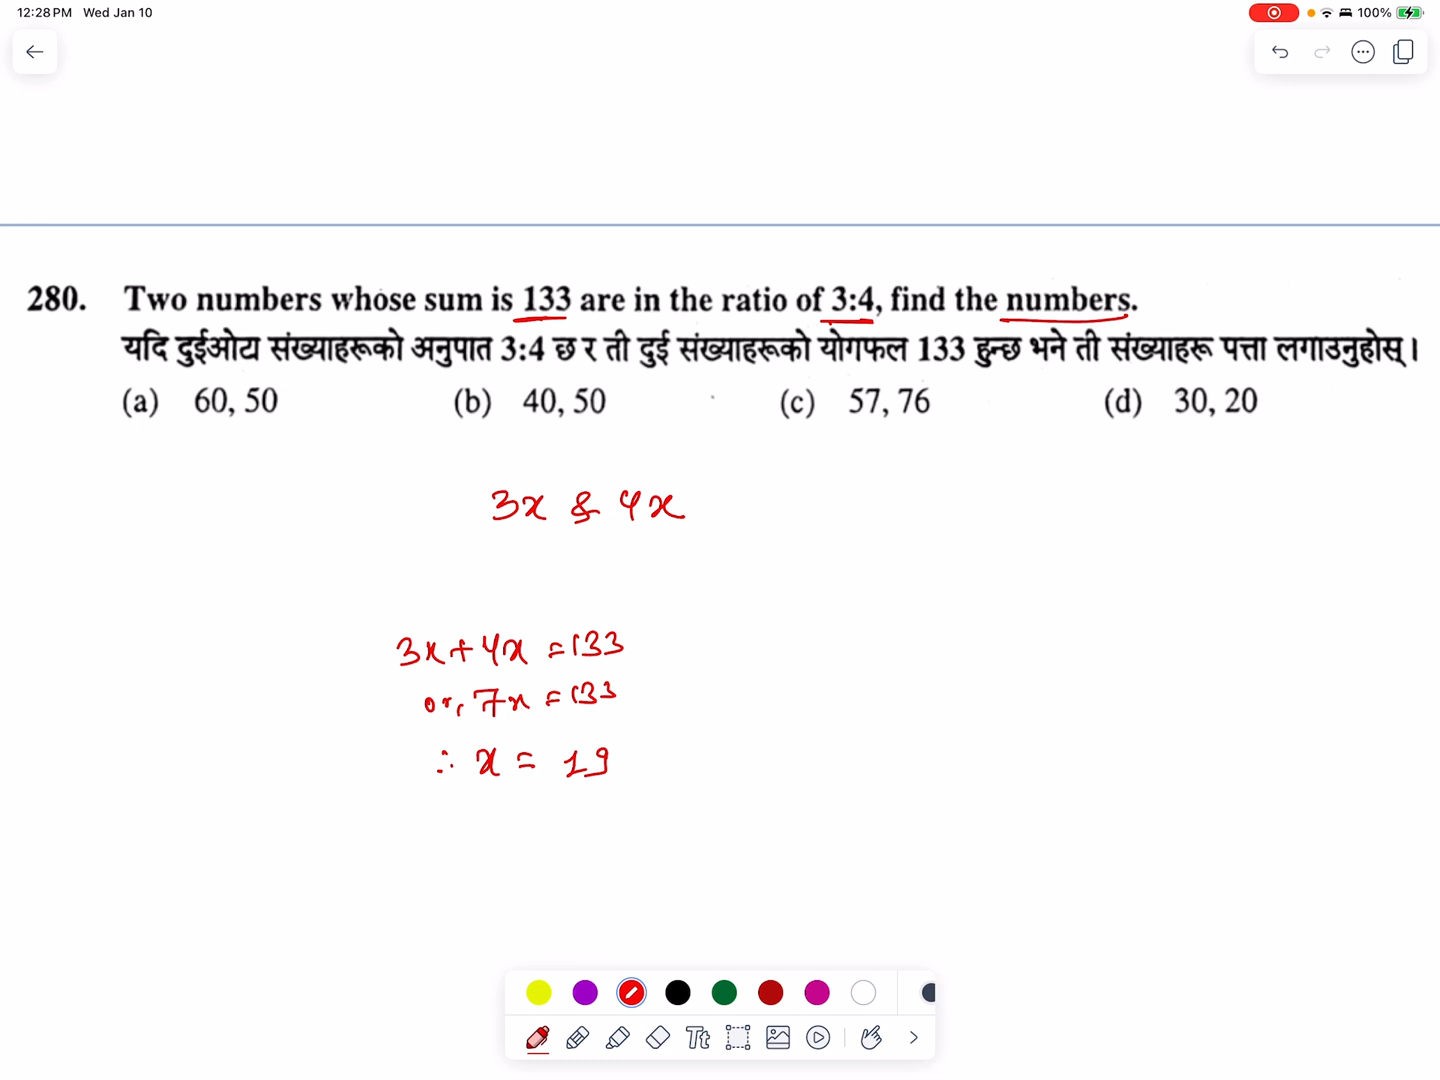 12:28 PM Wed Jan 10
100%
280. Two numbers whose sum is 133 are in the ratio of 3:4, find the numbers.
यदि दुईओटा संख्याहरूको अनुपात 3:4 छ र ती दुई संख्याहरूको योगफल 133 हुन्छ भने ती संख्याहरू पत्ता लगाउनुहोस्।
(a) 60, 50 (b) 40, 50 (c) 57, 76 (d) 30, 20
3x & 4x
3x+4x =133
or, 7x =133
∴ x = 19
Tt